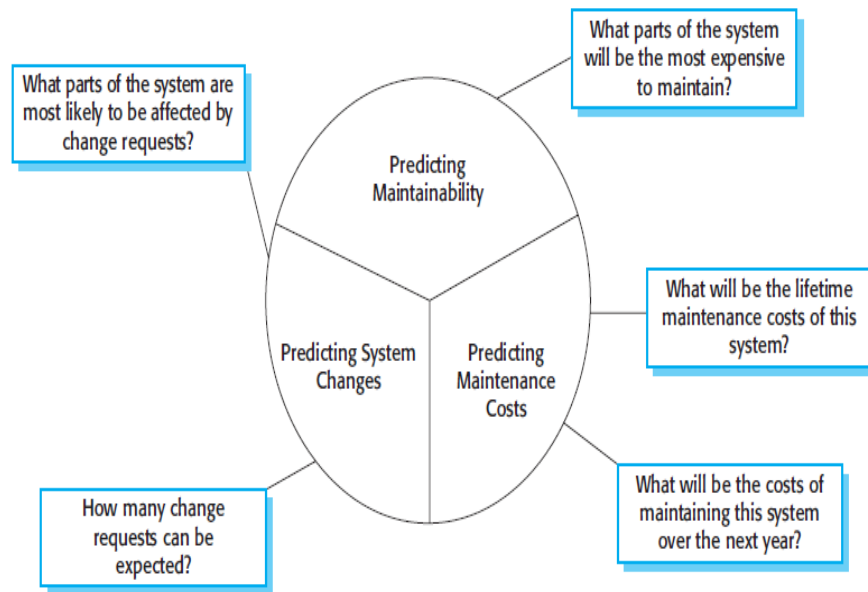 What parts of the system
will be the most expensive
to maintain?
What parts of the system are
most likely to be affected by
change requests?
Predicting
Maintainability
What will be the lifetime
maintenance costs of this
system?
Predicting System
Changes
Predicting
Maintenance
Costs
What will be the costs of
maintaining this system
over the next year?
How many change
requests can be
expected?